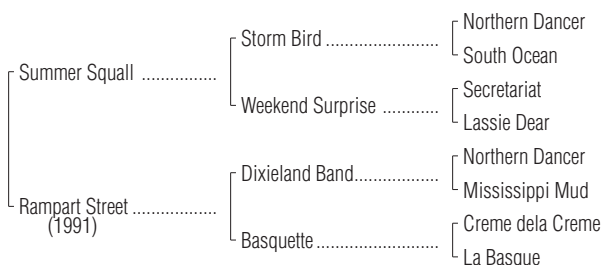 Northern Dancer
Storm Bird ......................
South Ocean
Summer Squall ................
Secretariat
Weekend Surprise ............
Lassie Dear
Northern Dancer
Dixieland Band.................
Mississippi Mud
Rampart Street ..................
(1991)
Creme dela Creme
Basquette .........................
La Basque